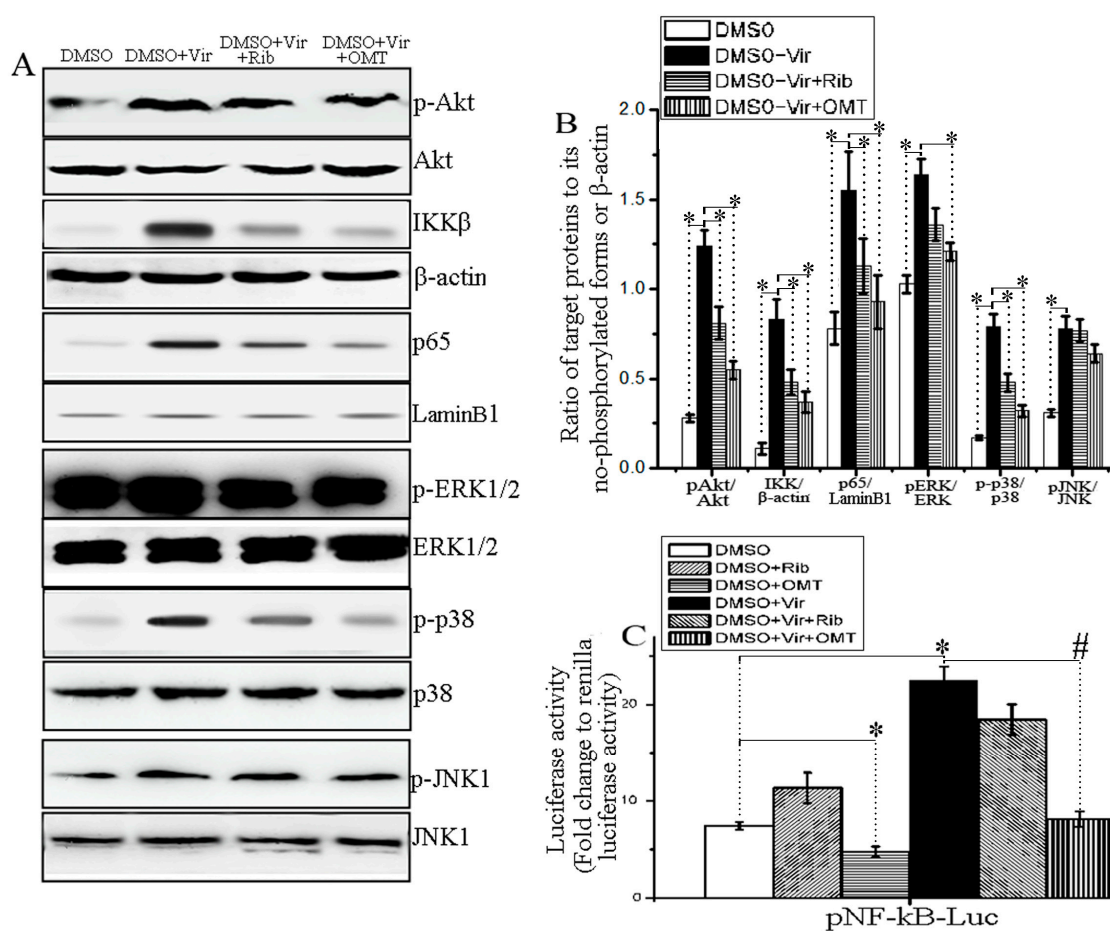 A
DMSO
DMSO+Vir
DMSO+Vir
+Rib
DMSO+Vir
+OMT
p-Akt
Akt
IKKβ
β-actin
p65
LaminB1
p-ERK1/2
ERK1/2
p-p38
p38
p-JNK1
JNK1
B
DMSO
DMSO-Vir
DMSO-Vir+Rib
DMSO-Vir+OMT
Ratio of target proteins to its
no-phosphorylated forms or β-actin
2.0
1.5
1.0
0.5
0.0
* * *
* * *
* * *
* *
* * *
*
pAkt/
Akt
IKK/
β-actin
p65/
LaminB1
pERK/
ERK
p-p38/
p38
pJNK/
JNK
C
DMSO
DMSO+Rib
DMSO+OMT
DMSO+Vir
DMSO+Vir+Rib
DMSO+Vir+OMT
Luciferase activity
(Fold change to renilla
luciferase activity)
20
10
0
*
*
#
pNF-kB-Luc